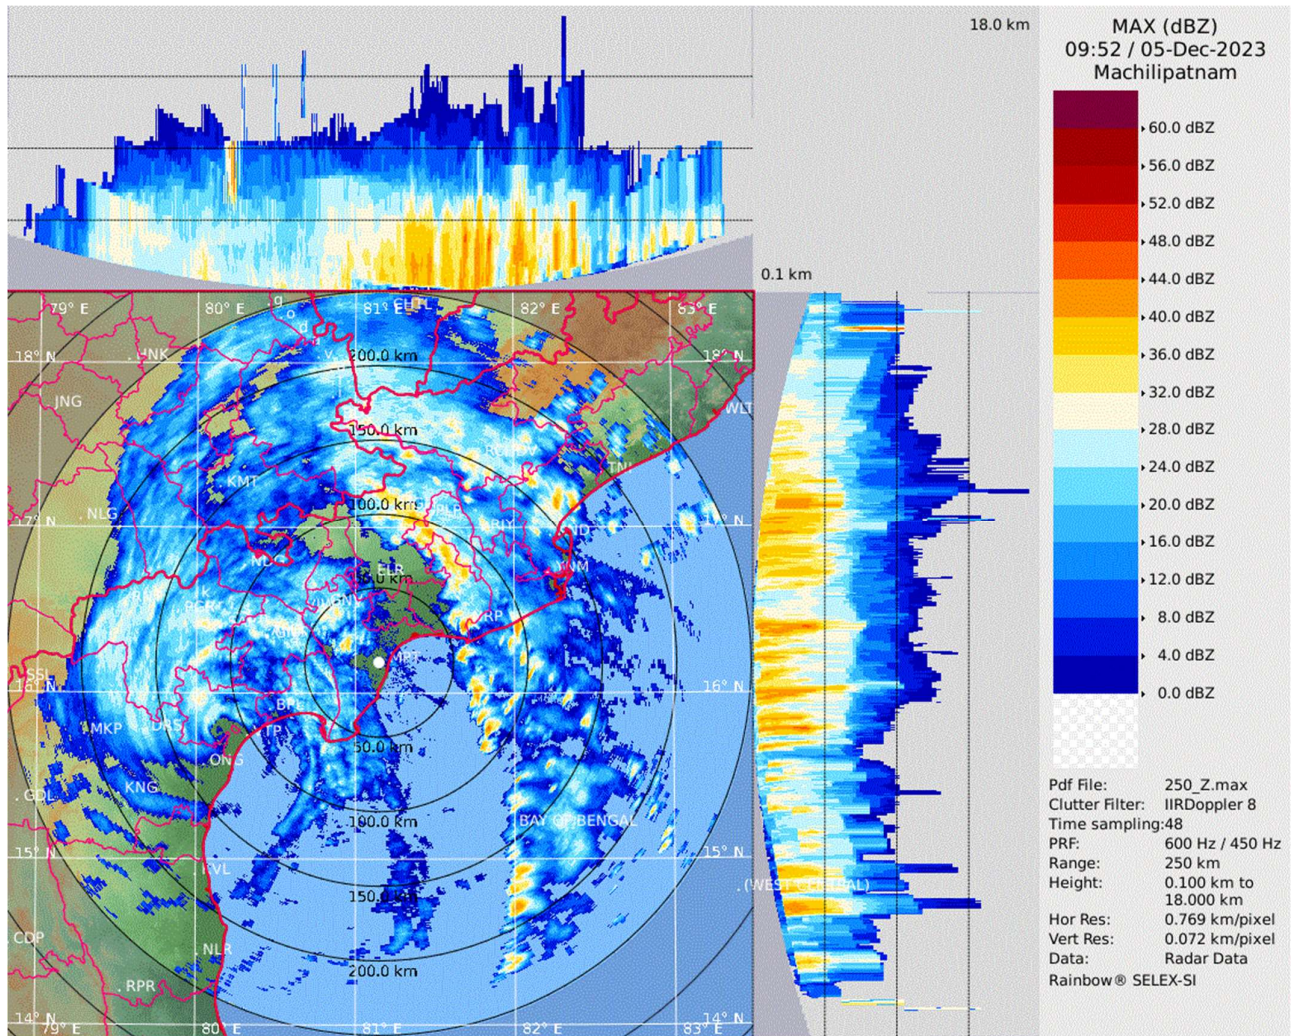 18.0 km
0.1 km
MAX (dBZ)
09:52 / 05-Dec-2023
Machilipatnam
60.0 dBZ
56.0 dBZ
52.0 dBZ
48.0 dBZ
44.0 dBZ
40.0 dBZ
36.0 dBZ
32.0 dBZ
28.0 dBZ
24.0 dBZ
20.0 dBZ
16.0 dBZ
12.0 dBZ
8.0 dBZ
4.0 dBZ
0.0 dBZ
Pdf File: 250_Z.max
Clutter Filter: IIRDoppler 8
Time sampling:48
PRF: 600 Hz / 450 Hz
Range: 250 km
Height: 0.100 km to
18.000 km
Hor Res: 0.769 km/pixel
Vert Res: 0.072 km/pixel
Data: Radar Data
Rainbow® SELEX-SI
79° E 80° E 81° E 82° E 83° E
18° N 18° N
HNK
200.0 km
JNG
WLT
150.0 km
TNI
KMT
100.0 km
NLG
17° N 17° N
ELR
16° N 16° N
MKP
TP
50.0 km
ONG
KNG
GDL
100.0 km
BAY OF BENGAL
15° N 15° N
KVL
(WEST CENTRAL)
150.0 km
CDP
NLR
200.0 km
RPR
14° N 14° N
79° E 80° E 81° E 82° E 83° E